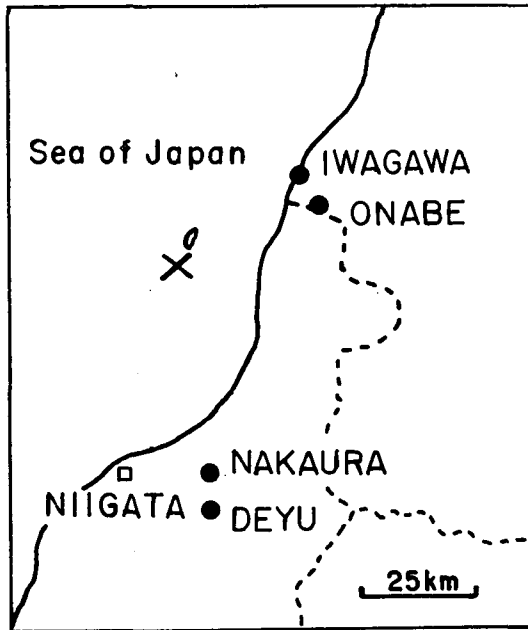 Sea of Japan
IWAGAWA
ONABE
NAKAURA
NIIGATA
DEYU
25km